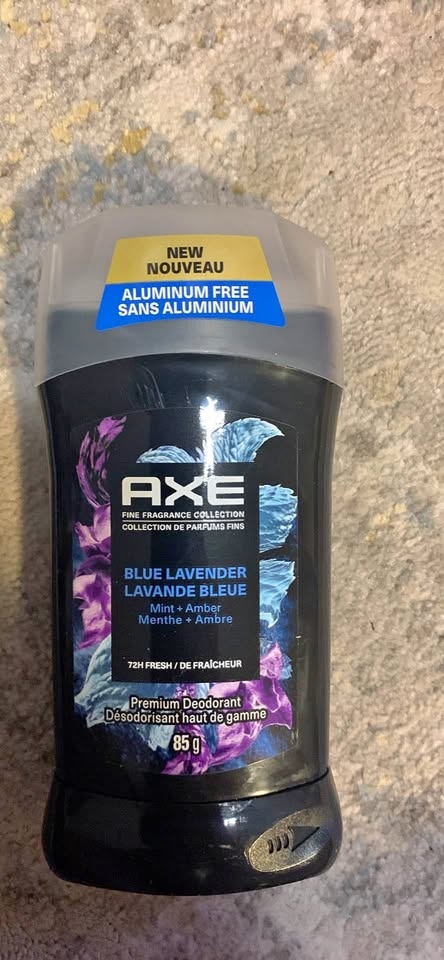 NEW
NOUVEAU
ALUMINUM FREE
SANS ALUMINIUM
AXE
FINE FRAGRANCE COLLECTION
COLLECTION DE PARFUMS FINS
BLUE LAVENDER
LAVANDE BLEUE
Mint + Amber
Menthe + Ambre
72H FRESH / DE FRAÎCHEUR
Premium Deodorant
Désodorisant haut de gamme
85 g